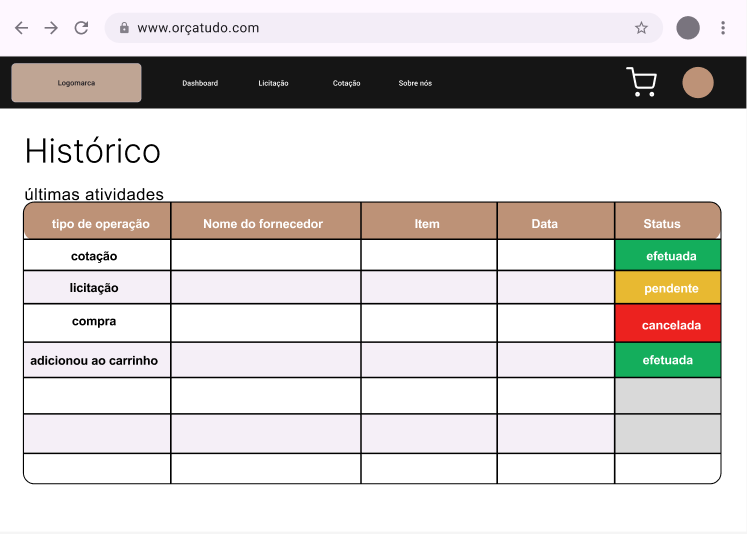 www.orçatudo.com
Logomarca Dashboard Licitação Cotação Sobre nós
Histórico
últimas atividades
tipo de operação Nome do fornecedor Item Data Status
cotação efetuada
licitação pendente
compra cancelada
adicionou ao carrinho efetuada